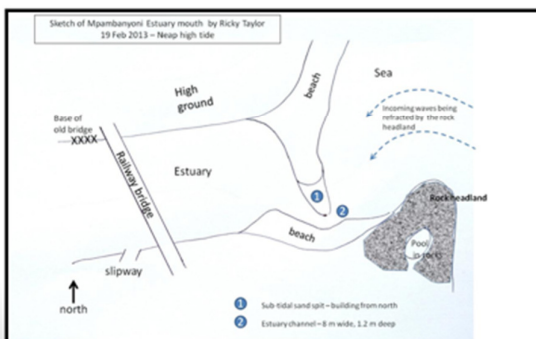 Sketch of Mpambanyoni Estuary mouth by Ricky Taylor
19 Feb 2013 – Neap high tide
Sea
beach
High
ground
Incoming waves being
refracted by the rock
headland
Base of
old bridge
XXXX
Railway bridge
Estuary
1
2
Rock headland
beach
Pool
in rocks
slipway
north
1 Sub-tidal sand spit – building from north
2 Estuary channel – 8 m wide, 1.2 m deep